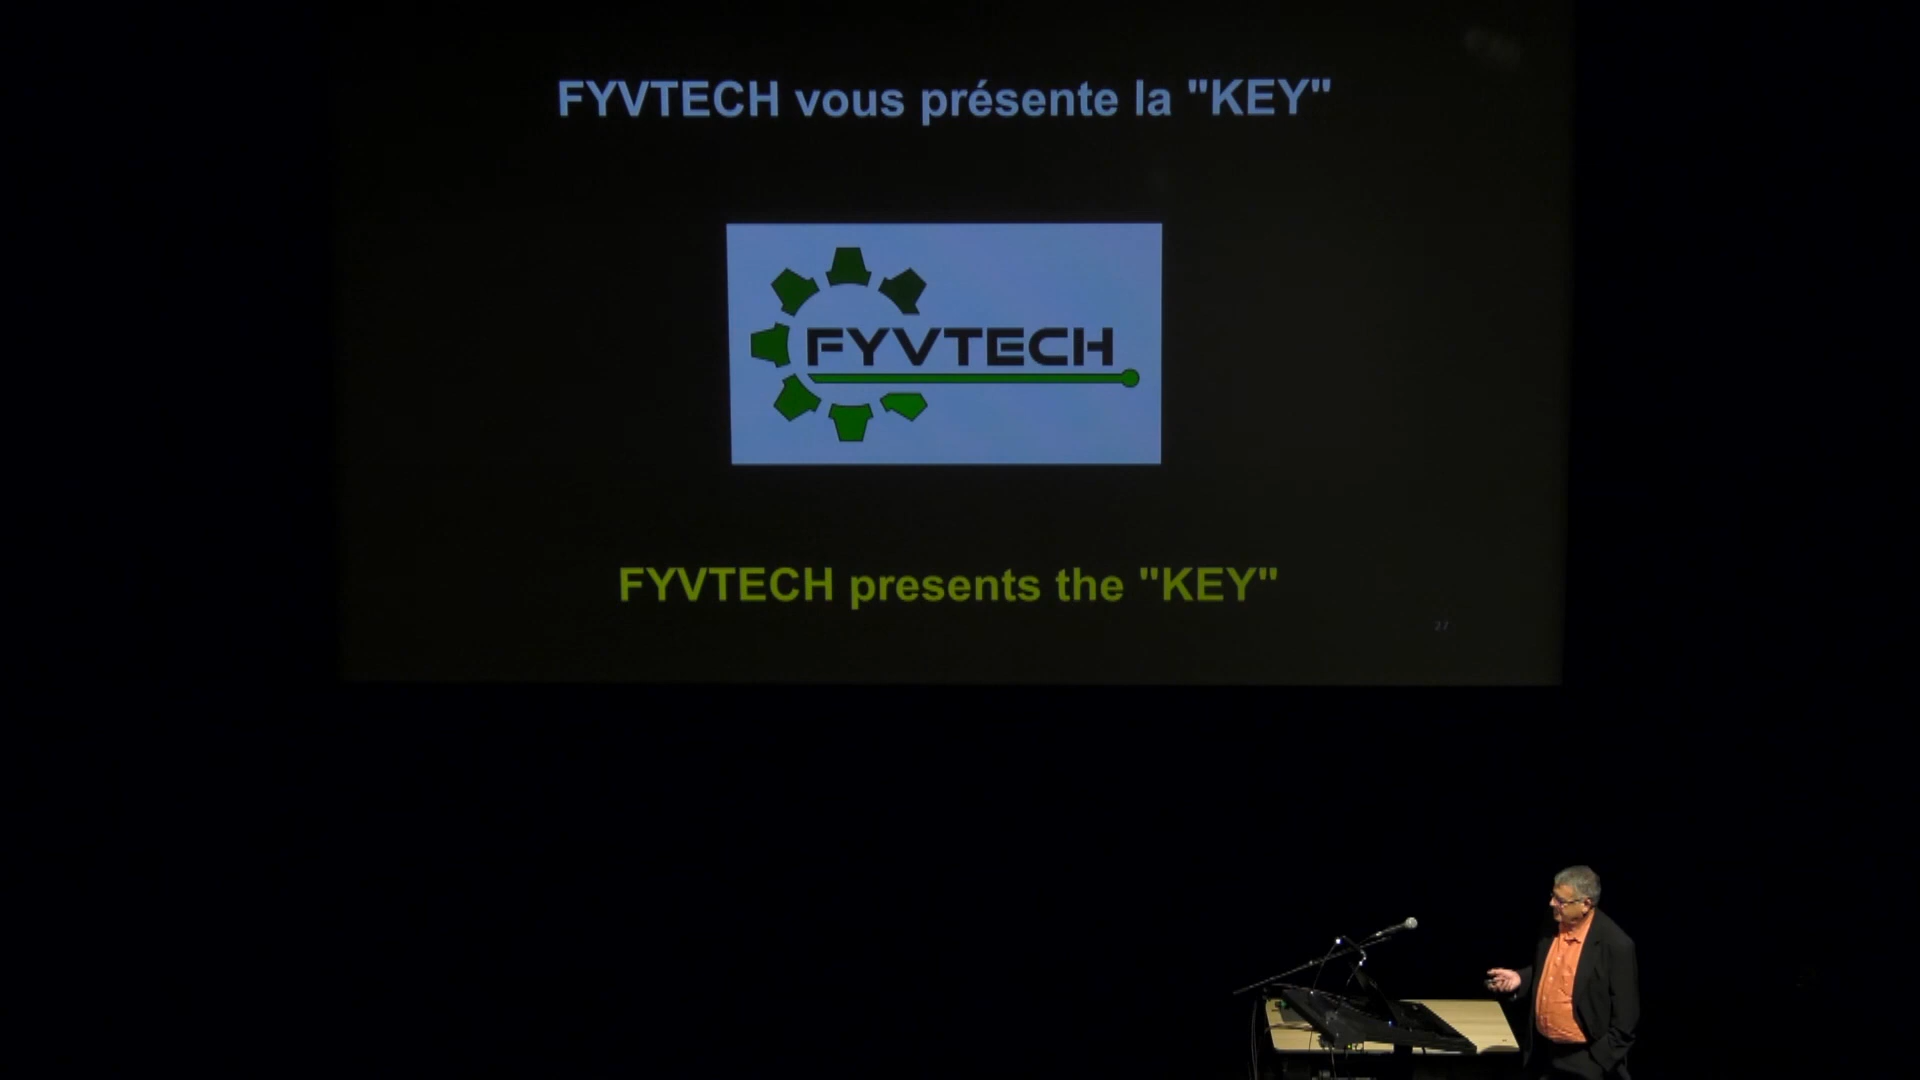 FYVTECH vous présente la "KEY"
FYVTECH
FYVTECH presents the "KEY"